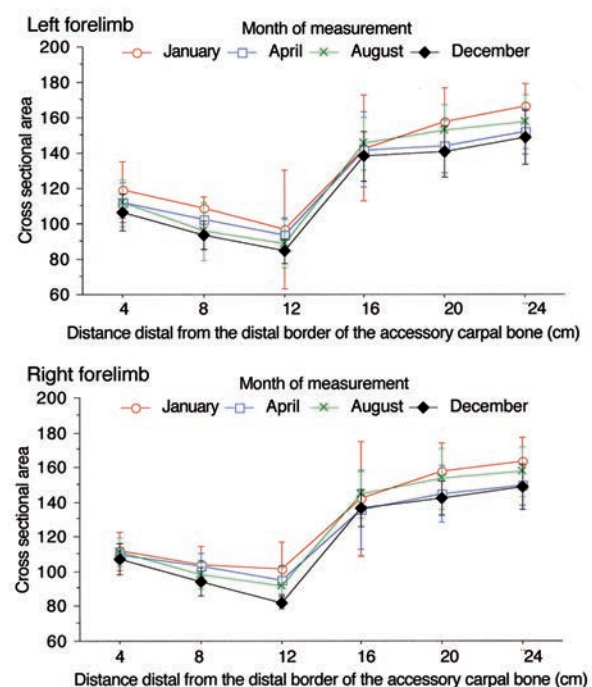 Left forelimb
Month of measurement
January April August December
Cross sectional area
200
180
160
140
120
100
80
60
4 8 12 16 20 24
Distance distal from the distal border of the accessory carpal bone (cm)
Right forelimb
Month of measurement
January April August December
Cross sectional area
200
180
160
140
120
100
80
60
4 8 12 16 20 24
Distance distal from the distal border of the accessory carpal bone (cm)